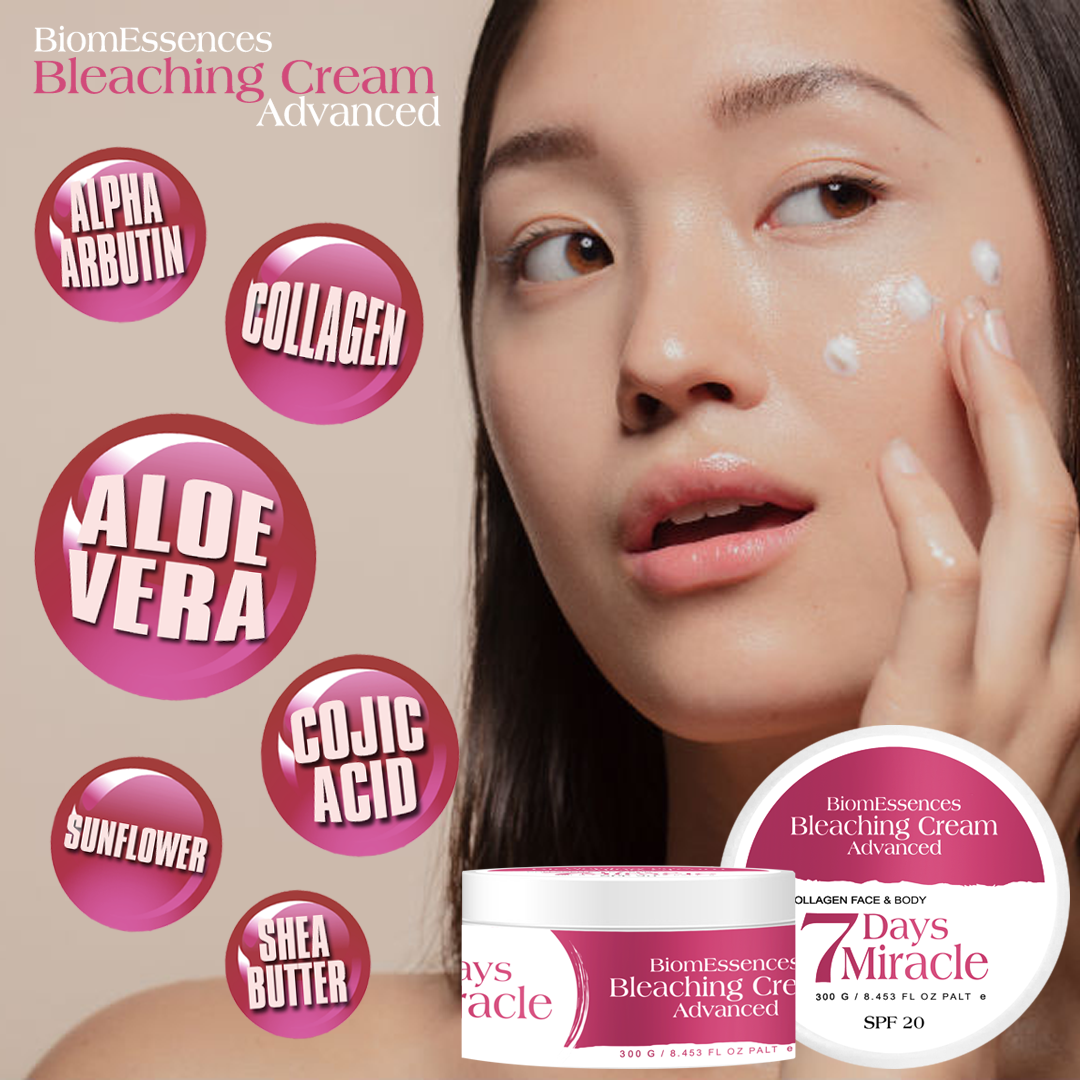 BiomEssences
Bleaching Cream
Advanced
ALPHA
ARBUTIN
COLLAGEN
ALOE
VERA
COJIC
ACID
SUNFLOWER
SHEA
BUTTER
BiomEssences
Bleaching Cream
Advanced
OLLAGEN FACE & BODY
7 Days
Miracle
300 G / 8.453 FL OZ PALT e
SPF 20
ays
racle
BiomEssences
Bleaching Cre
Advanced
300 G / 8.453 FL OZ PALT e